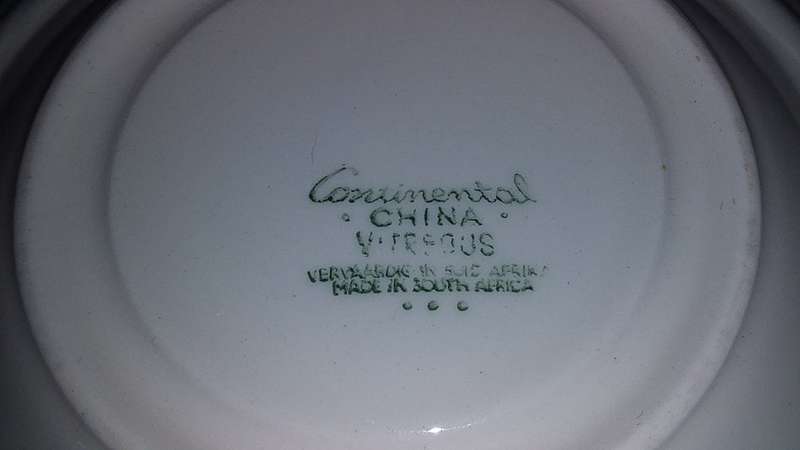 Continental
• CHINA •
VITREOUS
VERVAARDIG IN SUID AFRIKA
MADE IN SOUTH AFRICA
• • •